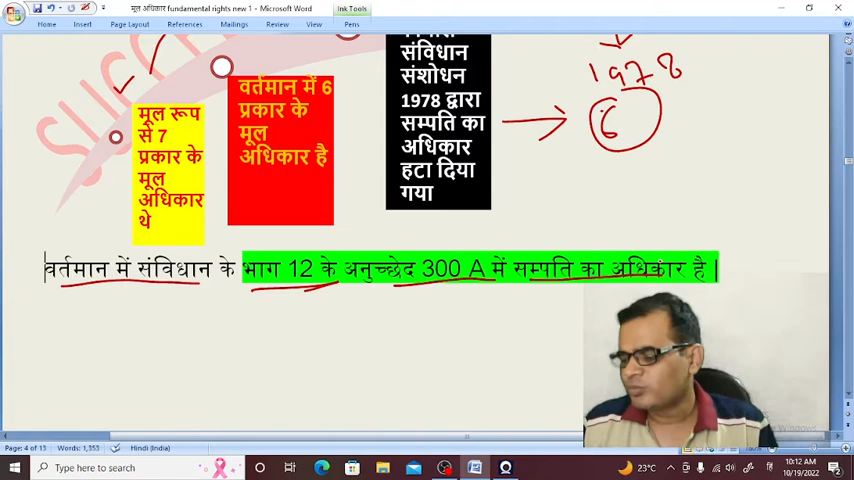 मूल अधिकार fundamental rights new 1 - Microsoft Word
Ink Tools
Home Insert Page Layout References Mailings Review View Pens
SUFFE
संविधान
संशोधन
1978 द्वारा
सम्पति का
अधिकार
हटा दिया
गया
1978
6
वर्तमान में 6
प्रकार के
मूल
अधिकार है
मूल रूप
से 7
प्रकार के
मूल
अधिकार
थे
वर्तमान में संविधान के भाग 12 के अनुच्छेद 300 A में सम्पति का अधिकार है |
Page: 4 of 13 Words: 1,353 Hindi (India)
Type here to search
23°C
10:12 AM
10/19/2022